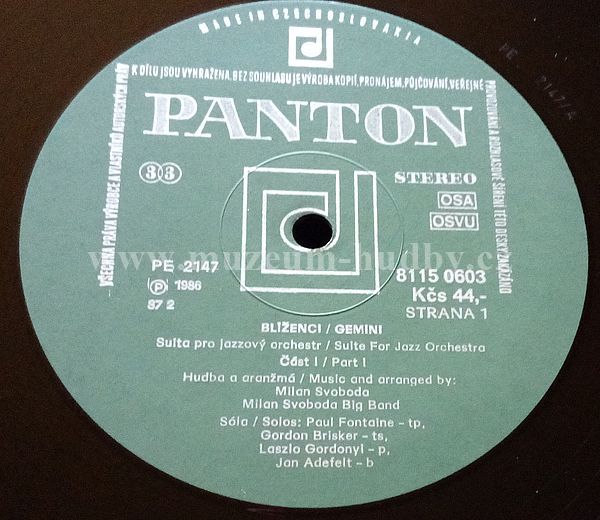 MADE IN CZECHOSLOVAKIA
VŠECHNA PRÁVA VÝROBCE A VLASTNÍKŮ AUTORSKÝCH PRÁV
K DÍLU JSOU VYHRAŽENA. BEZ SOUHLASU JE VÝROBA KOPIÍ, PRONÁJEM, PŮJČOVÁNÍ, VEŘEJNÉ
PROVOZOVÁNÍ A ROZHLASOVÉ ŠÍŘENÍ TÉTO DESKY ZAKÁZÁNO
PE 2147/A
PANTON
33
STEREO
OSA
OSVU
www.muzeum-hudby.c
PE -2147
Ⓟ 1986
87 2
8115 0603
Kčs 44,-
STRANA 1
BLÍŽENCI / GEMINI
Suita pro jazzový orchestr / Suite For Jazz Orchestra
Část I / Part I
Hudba a aranžmá / Music and arranged by:
Milan Svoboda
Milan Svoboda Big Band
Sóla / Solos: Paul Fontaine - tp,
Gordon Brisker - ts,
Laszlo Gordonyi - p,
Jan Adefelt - b